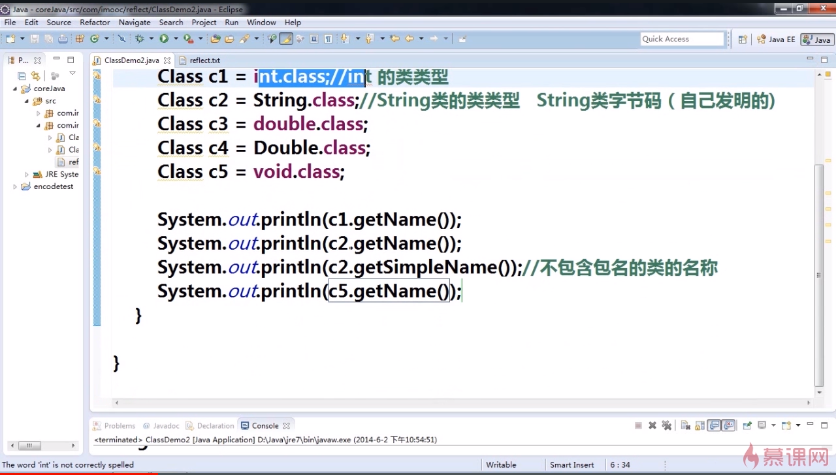 Java - coreJava/src/com/imooc/reflect/ClassDemo2.java - Eclipse
File Edit Source Refactor Navigate Search Project Run Window Help
Quick Access Java EE Java
P... ClassDemo2.java reflect.txt
coreJava
src
com.ir
com.ir
Cla
Cla
ref
JRE Syste
encodetest
Class c1 = int.class;//int 的类类型
Class c2 = String.class;//String类的类类型 String类字节码（自己发明的)
Class c3 = double.class;
Class c4 = Double.class;
Class c5 = void.class;
System.out.println(c1.getName());
System.out.println(c2.getName());
System.out.println(c2.getSimpleName());//不包含包名的类的名称
System.out.println(c5.getName());
}
}
Problems @ Javadoc Declaration Console
<terminated> ClassDemo2 [Java Application] D:\Java\jre7\bin\javaw.exe (2014-6-2 下午10:54:51)
The word 'int' is not correctly spelled Writable Smart Insert 6 : 34
慕课网